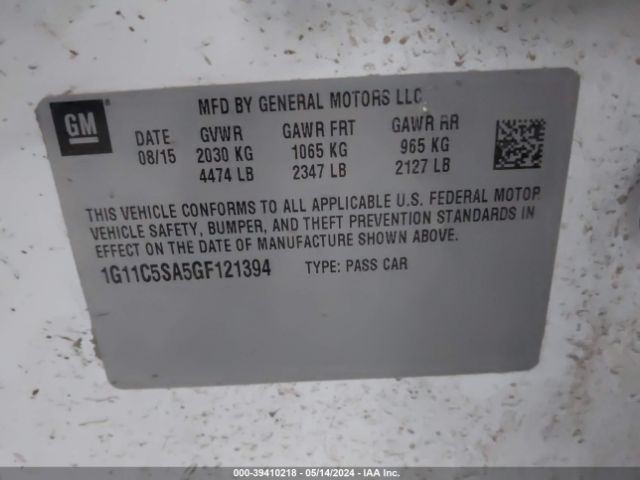 GM®
MFD BY GENERAL MOTORS LLC
DATE GVWR GAWR FRT GAWR RR
08/15 2030 KG 1065 KG 965 KG
4474 LB 2347 LB 2127 LB
THIS VEHICLE CONFORMS TO ALL APPLICABLE U.S. FEDERAL MOTOR
VEHICLE SAFETY, BUMPER, AND THEFT PREVENTION STANDARDS IN
EFFECT ON THE DATE OF MANUFACTURE SHOWN ABOVE.
1G11C5SA5GF121394 TYPE: PASS CAR
000-39410218 - 05/14/2024 - IAA Inc.